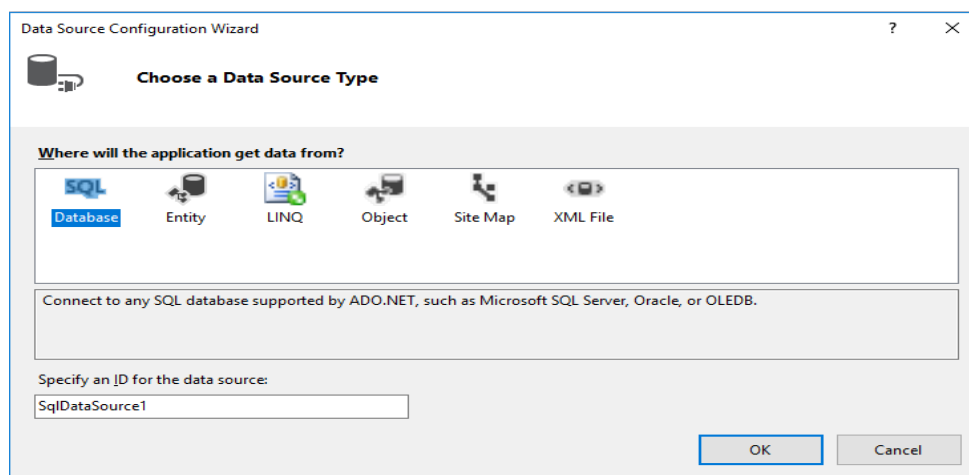 Data Source Configuration Wizard
?
Choose a Data Source Type
Where will the application get data from?
SQL
Database Entity LINQ Object Site Map XML File
Connect to any SQL database supported by ADO.NET, such as Microsoft SQL Server, Oracle, or OLEDB.
Specify an ID for the data source:
SqlDataSource1
OK Cancel